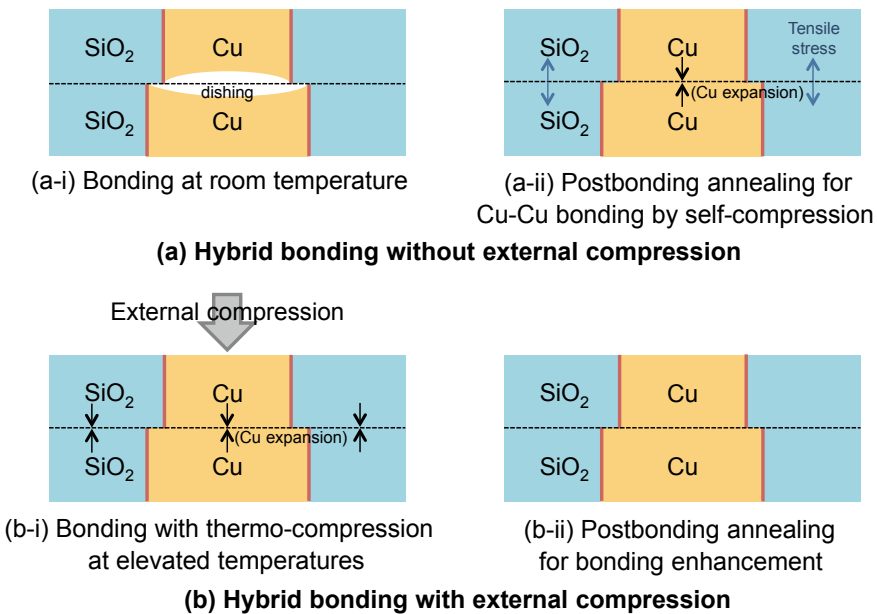 SiO2
Cu
dishing
SiO2
Cu
(a-i) Bonding at room temperature
SiO2
Cu
Tensile
stress
(Cu expansion)
SiO2
Cu
(a-ii) Postbonding annealing for
Cu-Cu bonding by self-compression
(a) Hybrid bonding without external compression
External compression
SiO2
Cu
(Cu expansion)
SiO2
Cu
(b-i) Bonding with thermo-compression
at elevated temperatures
SiO2
Cu
SiO2
Cu
(b-ii) Postbonding annealing
for bonding enhancement
(b) Hybrid bonding with external compression